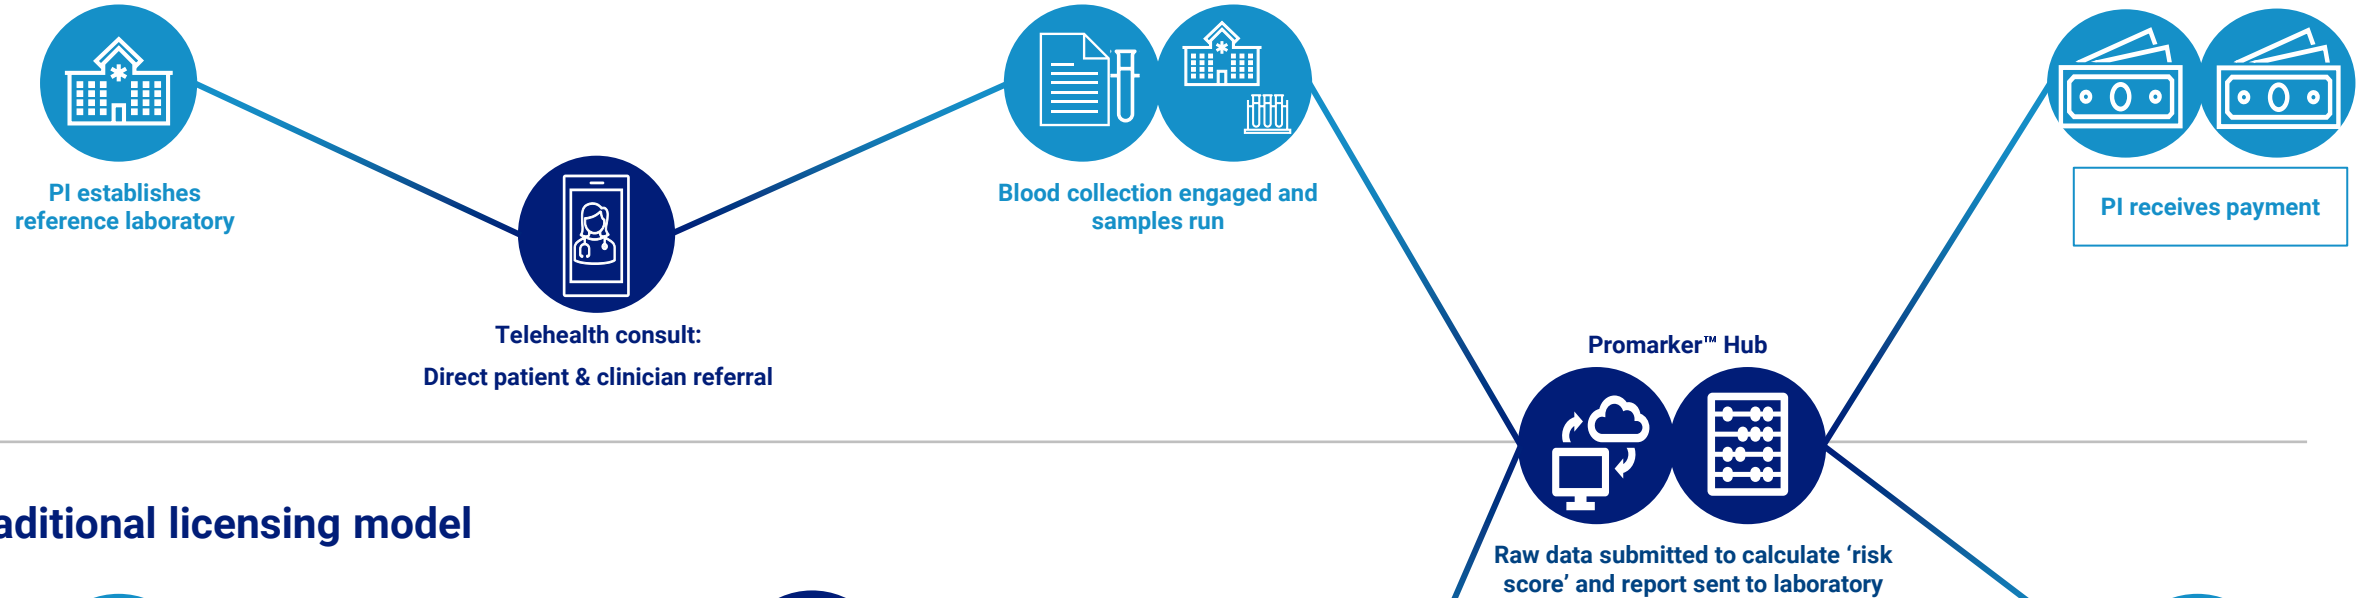 PI establishes
reference laboratory
Telehealth consult:
Direct patient & clinician referral
Blood collection engaged and
samples run
PI receives payment
Promarker™ Hub
Raw data submitted to calculate ‘risk
score’ and report sent to laboratory
aditional licensing model